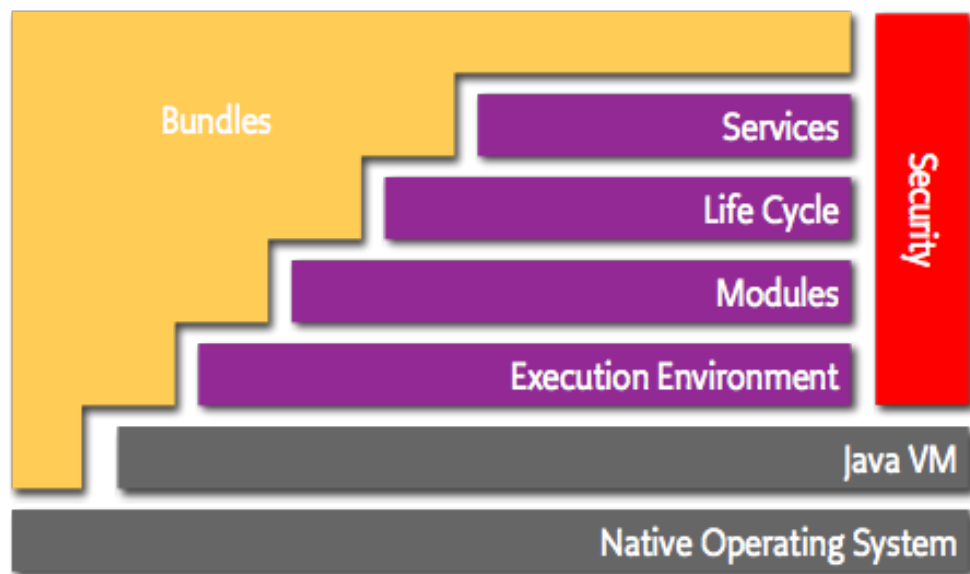 Bundles
Services
Life Cycle
Modules
Execution Environment
Security
Java VM
Native Operating System